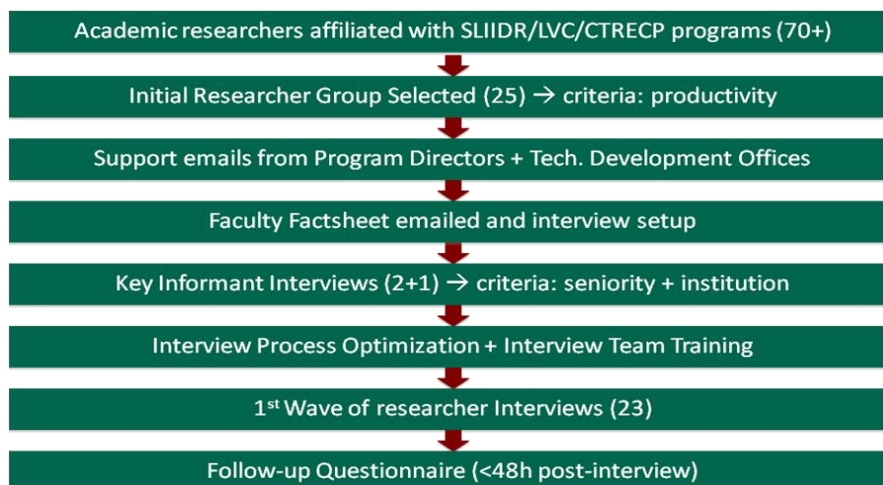 Academic researchers affiliated with SLIIDR/LVC/CTRECP programs (70+)
Initial Researcher Group Selected (25) → criteria: productivity
Support emails from Program Directors + Tech. Development Offices
Faculty Factsheet emailed and interview setup
Key Informant Interviews (2+1) → criteria: seniority + institution
Interview Process Optimization + Interview Team Training
1st Wave of researcher Interviews (23)
Follow-up Questionnaire (<48h post-interview)